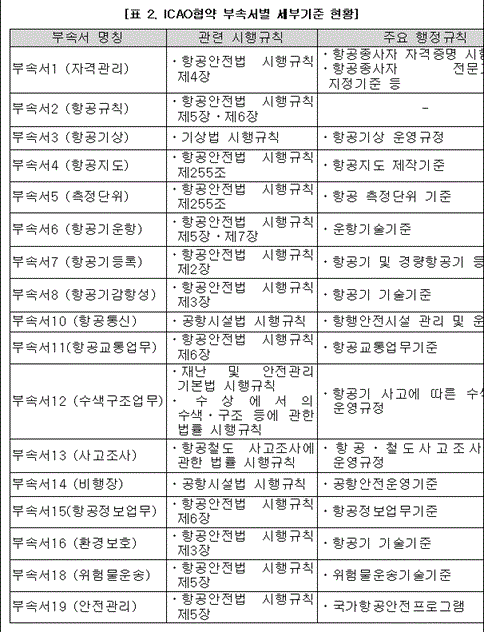 [표 2. ICAO협약 부속서별 세부기준 현황]
부속서 명칭 관련 시행규칙 주요 행정규칙
부속서1 (자격관리) ·항공안전법 시행규칙 제4장 ·항공종사자 자격증명 시험
·항공종사자 전문교
지정기준 등
부속서2 (항공규칙) ·항공안전법 시행규칙 제5장·제6장 -
부속서3 (항공기상) ·기상법 시행규칙 ·항공기상 운영규정
부속서4 (항공지도) ·항공안전법 시행규칙 제255조 ·항공지도 제작기준
부속서5 (측정단위) ·항공안전법 시행규칙 제255조 ·항공 측정단위 기준
부속서6 (항공기운항) ·항공안전법 시행규칙 제5장·제7장 ·운항기술기준
부속서7 (항공기등록) ·항공안전법 시행규칙 제2장 ·항공기 및 경량항공기 등
부속서8 (항공기감항성) ·항공안전법 시행규칙 제3장 ·항공기 기술기준
부속서10 (항공통신) ·공항시설법 시행규칙 ·항행안전시설 관리 및 운
부속서11(항공교통업무) ·항공안전법 시행규칙 제6장 ·항공교통업무기준
부속서12 (수색구조업무) ·재난 및 안전관리
기본법 시행규칙
·수상에서의
수색·구조 등에 관한
법률 시행규칙 ·항공기 사고에 따른 수색
운영규정
부속서13 (사고조사) ·항공철도 사고조사에
관한 법률 시행규칙 ·항공·철도사고조사
운영규정
부속서14 (비행장) ·공항시설법 시행규칙 ·공항안전운영기준
부속서15(항공정보업무) ·항공안전법 시행규칙 제6장 ·항공정보업무기준
부속서16 (환경보호) ·항공안전법 시행규칙 제3장 ·항공기 기술기준
부속서18 (위험물운송) ·항공안전법 시행규칙 제5장 ·위험물운송기술기준
부속서19 (안전관리) ·항공안전법 시행규칙 제5장 ·국가항공안전프로그램